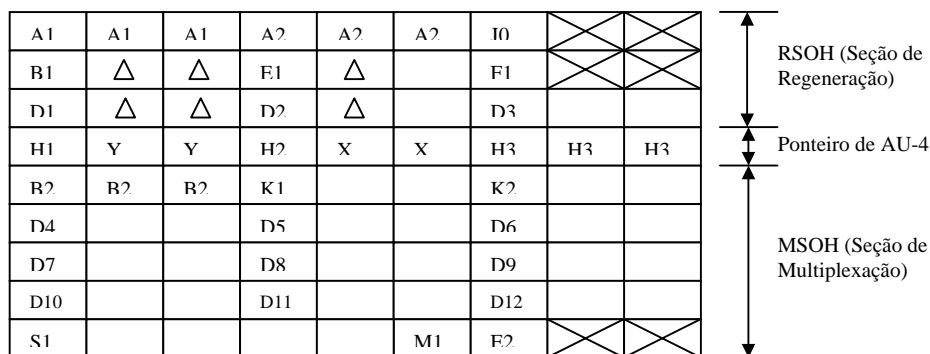 A1 A1 A1 A2 A2 A2 J0
B1 Δ Δ E1 Δ F1
D1 Δ Δ D2 Δ D3
H1 Y Y H2 X X H3 H3 H3
B2 B2 B2 K1 K2
D4 D5 D6
D7 D8 D9
D10 D11 D12
S1 M1 E2
RSOH (Seção de
Regeneração)
Ponteiro de AU-4
MSOH (Seção de
Multiplexação)